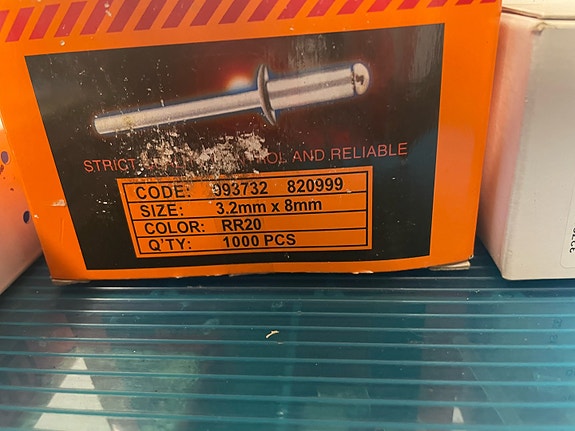 STRICT AND RELIABLE
CODE: 993732 820999
SIZE: 3.2mm x 8mm
COLOR: RR20
Q'TY: 1000 PCS